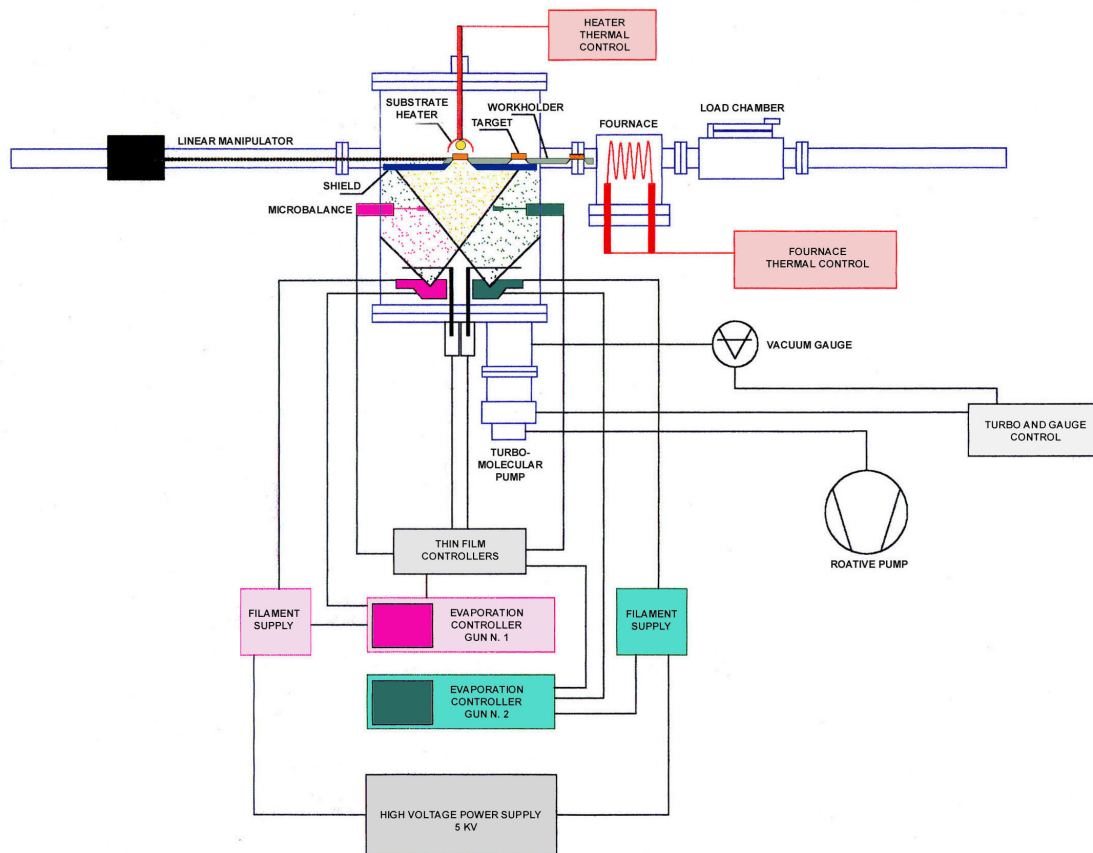 HEATER
THERMAL
CONTROL
SUBSTRATE
HEATER
WORKHOLDER
TARGET
LOAD CHAMBER
FOURNACE
LINEAR MANIPULATOR
SHIELD
MICROBALANCE
FOURNACE
THERMAL CONTROL
VACUUM GAUGE
TURBO AND GAUGE
CONTROL
TURBO-
MOLECULAR
PUMP
ROATIVE PUMP
THIN FILM
CONTROLLERS
FILAMENT
SUPPLY
EVAPORATION
CONTROLLER
GUN N. 1
FILAMENT
SUPPLY
EVAPORATION
CONTROLLER
GUN N. 2
HIGH VOLTAGE POWER SUPPLY
5 KV